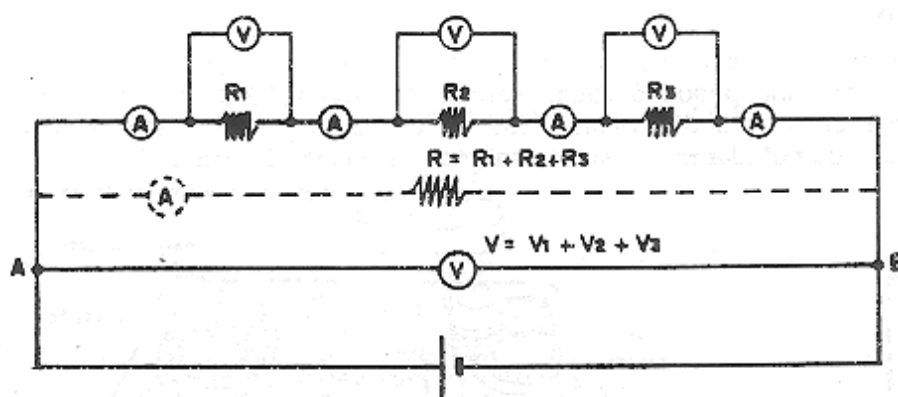 V V V
R1 R2 R3
A A A A
R = R1 + R2 + R3
A
V = V1 + V2 + V3
A V B